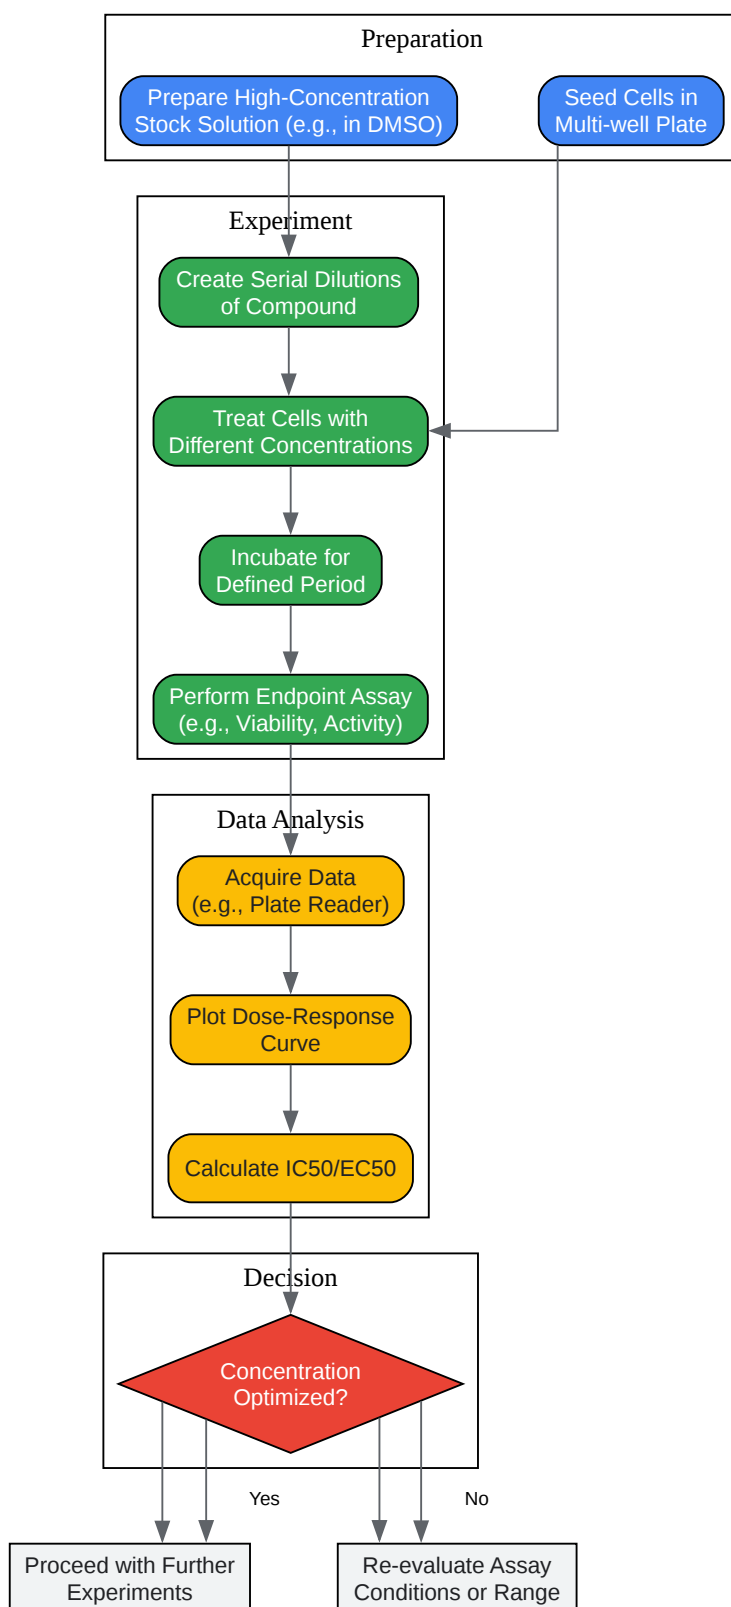 Preparation
Prepare High-Concentration
Stock Solution (e.g., in DMSO)
Seed Cells in
Multi-well Plate
Experiment
Create Serial Dilutions
of Compound
Treat Cells with
Different Concentrations
Incubate for
Defined Period
Perform Endpoint Assay
(e.g., Viability, Activity)
Data Analysis
Acquire Data
(e.g., Plate Reader)
Plot Dose-Response
Curve
Calculate IC50/EC50
Decision
Concentration
Optimized?
Yes
No
Proceed with Further
Experiments
Re-evaluate Assay
Conditions or Range